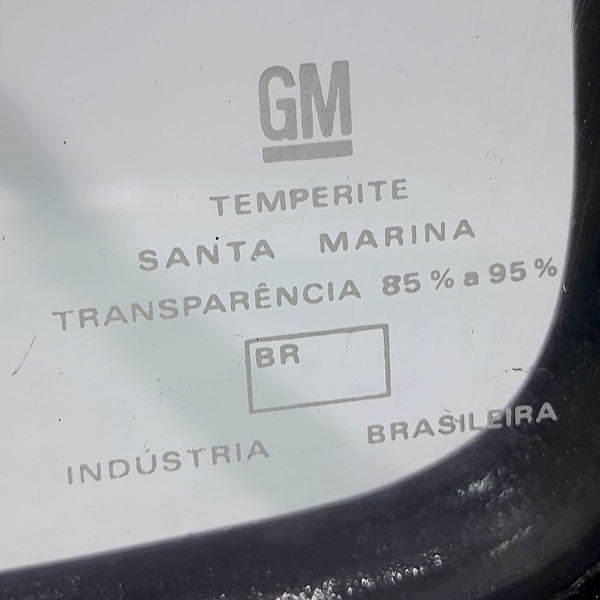 GM
TEMPERITE
SANTA MARINA
TRANSPARÊNCIA 85% a 95%
BR
INDÚSTRIA BRASILEIRA